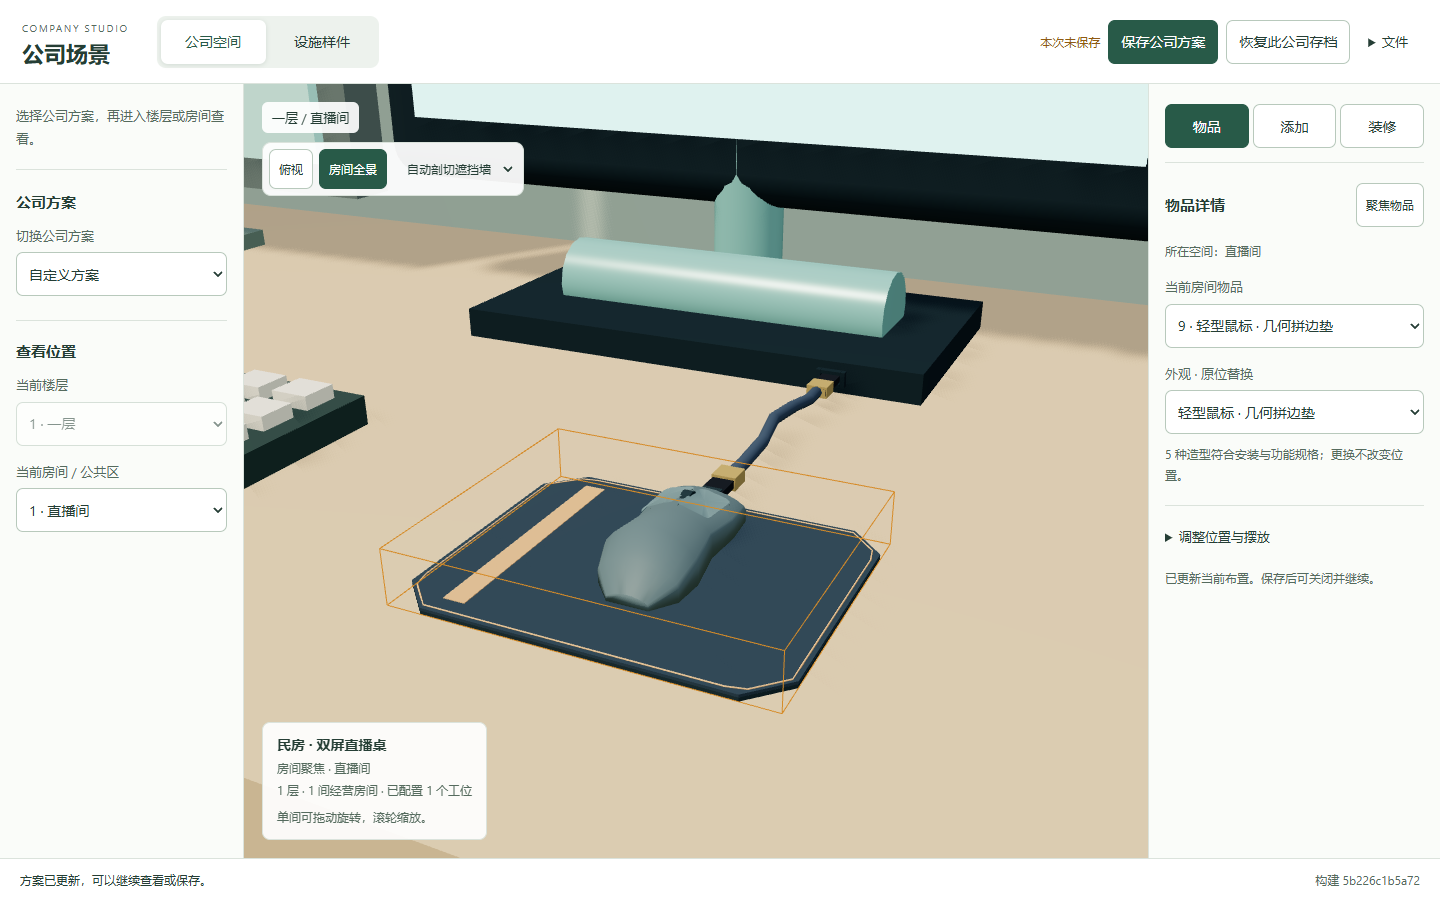 COMPANY STUDIO
公司场景
公司空间
设施样件
本次未保存
保存公司方案
恢复此公司存档
▶ 文件
选择公司方案，再进入楼层或房间查
看。
公司方案
切换公司方案
自定义方案
查看位置
当前楼层
1 · 一层
当前房间 / 公共区
1 · 直播间
一层 / 直播间
俯视
房间全景
自动剖切遮挡墙
民房 · 双屏直播桌
房间聚焦 · 直播间
1 层 · 1 间经营房间 · 已配置 1 个工位
单间可拖动旋转，滚轮缩放。
物品
添加
装修
物品详情
聚焦物品
所在空间：直播间
当前房间物品
9 · 轻型鼠标 · 几何拼边垫
外观 · 原位替换
轻型鼠标 · 几何拼边垫
5 种造型符合安装与功能规格；更换不改变位
置。
▶ 调整位置与摆放
已更新当前布置。保存后可关闭并继续。
方案已更新，可以继续查看或保存。
构建 5b226c1b5a72